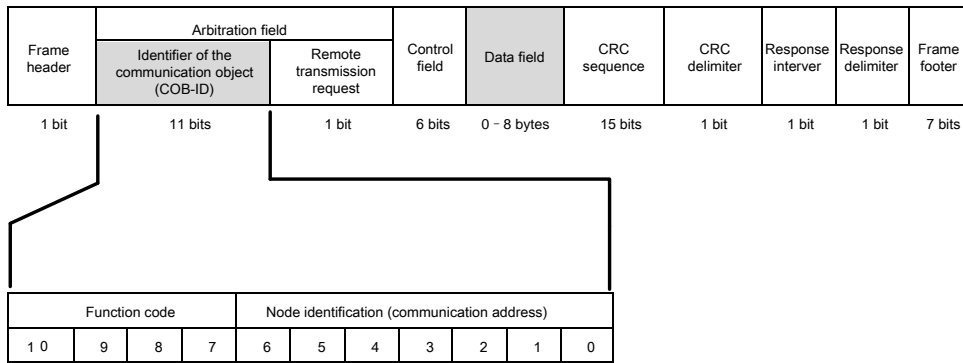 Arbitration field
Frame header
Identifier of the communication object (COB-ID)
Remote transmission request
Control field
Data field
CRC sequence
CRC delimiter
Response interver
Response delimiter
Frame footer
1 bit 11 bits 1 bit 6 bits 0 - 8 bytes 15 bits 1 bit 1 bit 1 bit 7 bits
Function code Node identification (communication address)
1 0 9 8 7 6 5 4 3 2 1 0